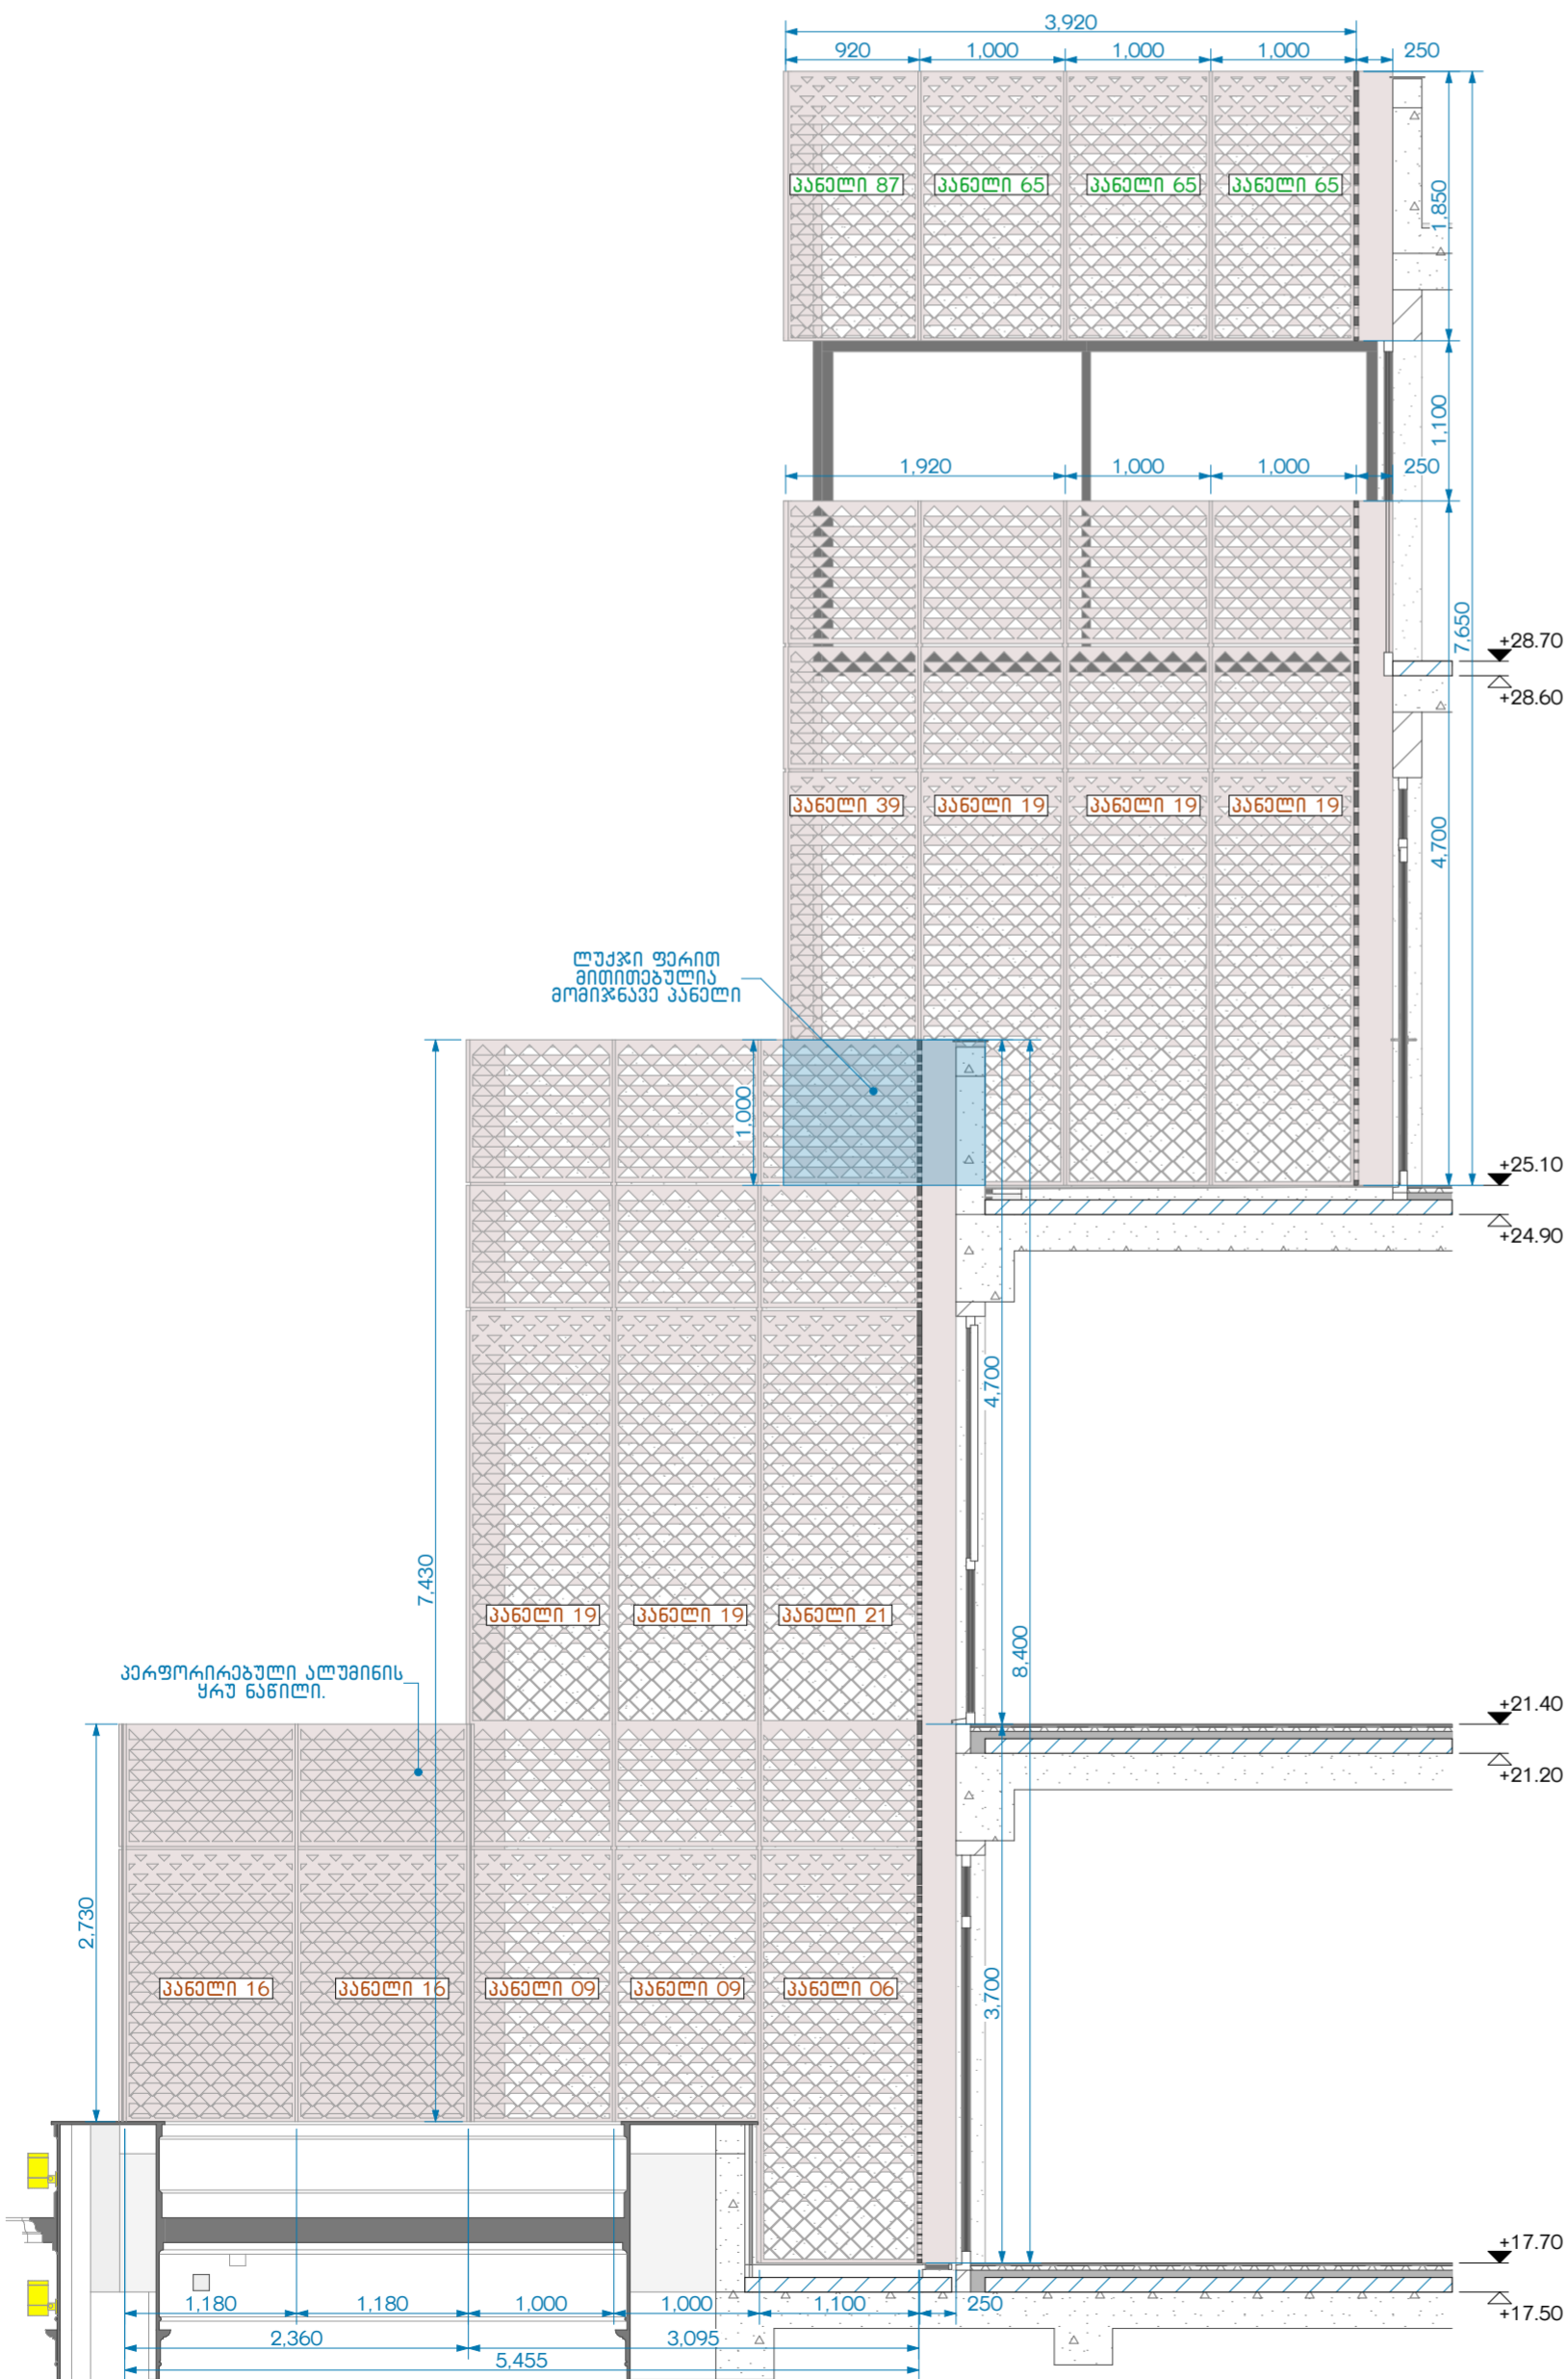 3,920
920 1,000 1,000 1,000 250
პანელი 87 პანელი 65 პანელი 65 პანელი 65
1,850
1,100
1,920 1,000 1,000 250
7,650
+28.70
+28.60
პანელი 39 პანელი 19 პანელი 19 პანელი 19
4,700
ლუქჯი ფერით
მითითებულია
მომიჯნავე პანელი
1,000
+25.10
+24.90
4,700
7,430
პანელი 19 პანელი 19 პანელი 21
8,400
პერფორირებული ალუმინის
ყრუ ნაწილი.
+21.40
+21.20
2,730
პანელი 16 პანელი 16 პანელი 09 პანელი 09 პანელი 06
3,700
+17.70
+17.50
1,180 1,180 1,000 1,000 1,100 250
2,360 3,095
5,455